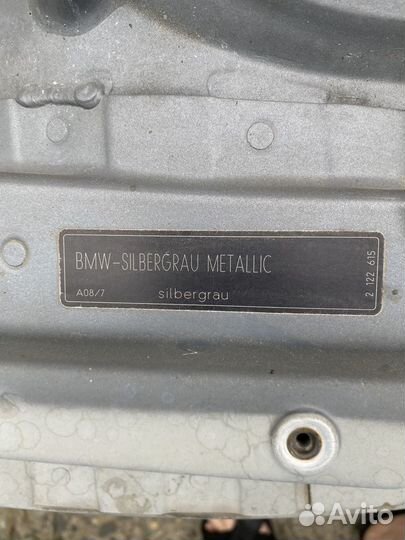 BMW-SILBERGRAU METALLIC
A08/7 silbergrau
2 122 615
Avito